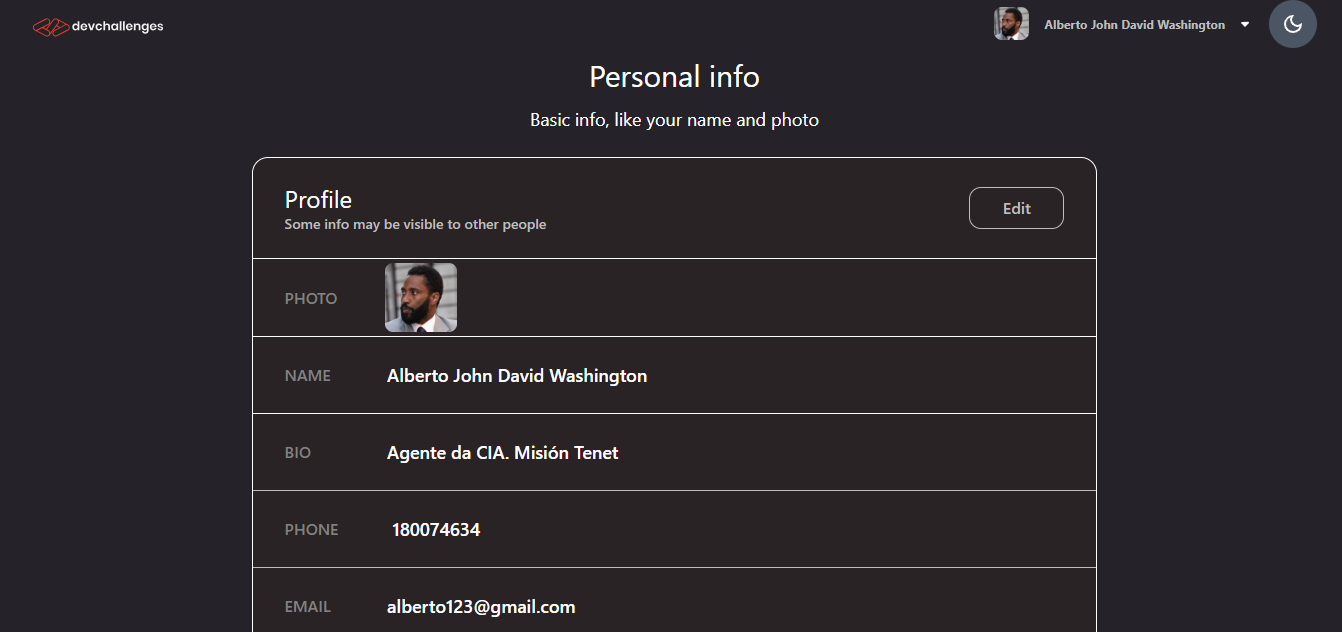 devchallenges
Alberto John David Washington
Personal info
Basic info, like your name and photo
Profile
Some info may be visible to other people
Edit
PHOTO
NAME Alberto John David Washington
BIO Agente da CIA. Misión Tenet
PHONE 180074634
EMAIL alberto123@gmail.com